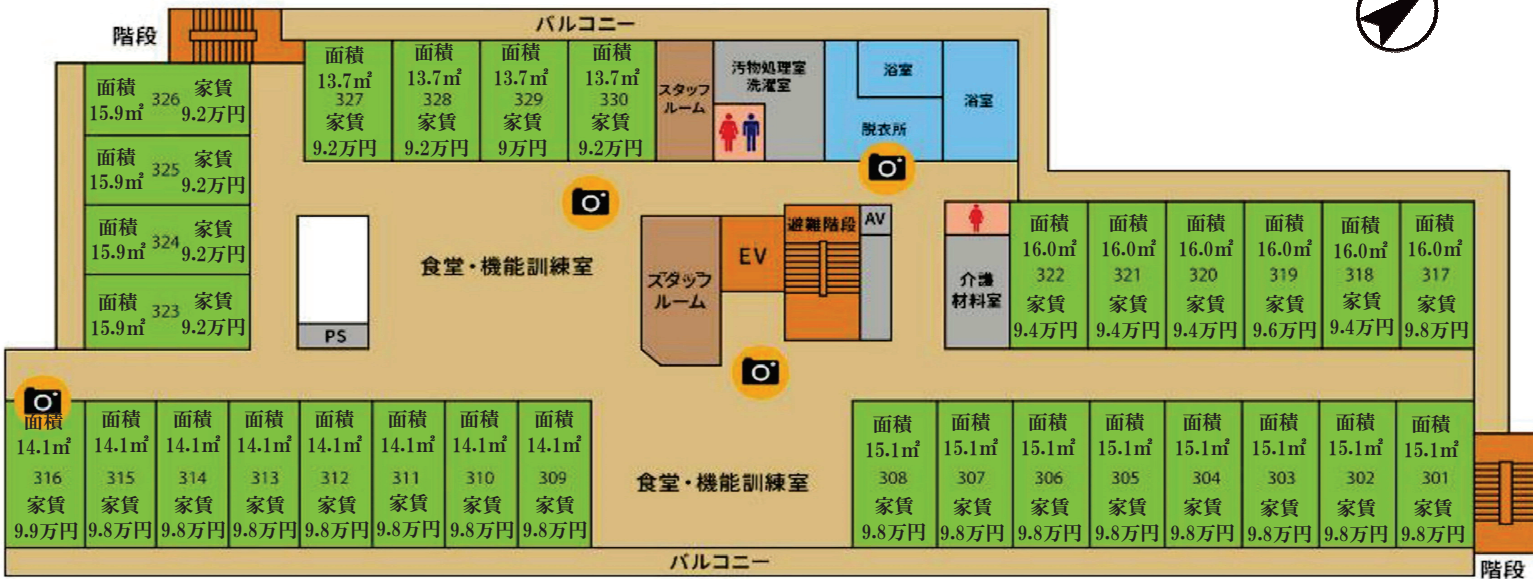 バルコニー
階段
面積
15.9㎡
326
家賃
9.2万円
面積
15.9㎡
325
家賃
9.2万円
面積
15.9㎡
324
家賃
9.2万円
面積
15.9㎡
323
家賃
9.2万円
面積
13.7㎡
327
家賃
9.2万円
面積
13.7㎡
328
家賃
9.2万円
面積
13.7㎡
329
家賃
9万円
面積
13.7㎡
330
家賃
9.2万円
スタッフ
ルーム
汚物処理室
洗濯室
浴室
脱衣所
浴室
PS
食堂・機能訓練室
スタッフ
ルーム
EV
避難階段
AV
介護
材料室
面積
16.0㎡
322
家賃
9.4万円
面積
16.0㎡
321
家賃
9.4万円
面積
16.0㎡
320
家賃
9.4万円
面積
16.0㎡
319
家賃
9.6万円
面積
16.0㎡
318
家賃
9.4万円
面積
16.0㎡
317
家賃
9.8万円
面積
14.1㎡
316
家賃
9.9万円
面積
14.1㎡
315
家賃
9.8万円
面積
14.1㎡
314
家賃
9.8万円
面積
14.1㎡
313
家賃
9.8万円
面積
14.1㎡
312
家賃
9.8万円
面積
14.1㎡
311
家賃
9.8万円
面積
14.1㎡
310
家賃
9.8万円
面積
14.1㎡
309
家賃
9.8万円
食堂・機能訓練室
面積
15.1㎡
308
家賃
9.8万円
面積
15.1㎡
307
家賃
9.8万円
面積
15.1㎡
306
家賃
9.8万円
面積
15.1㎡
305
家賃
9.8万円
面積
15.1㎡
304
家賃
9.8万円
面積
15.1㎡
303
家賃
9.8万円
面積
15.1㎡
302
家賃
9.8万円
面積
15.1㎡
301
家賃
9.8万円
バルコニー
階段